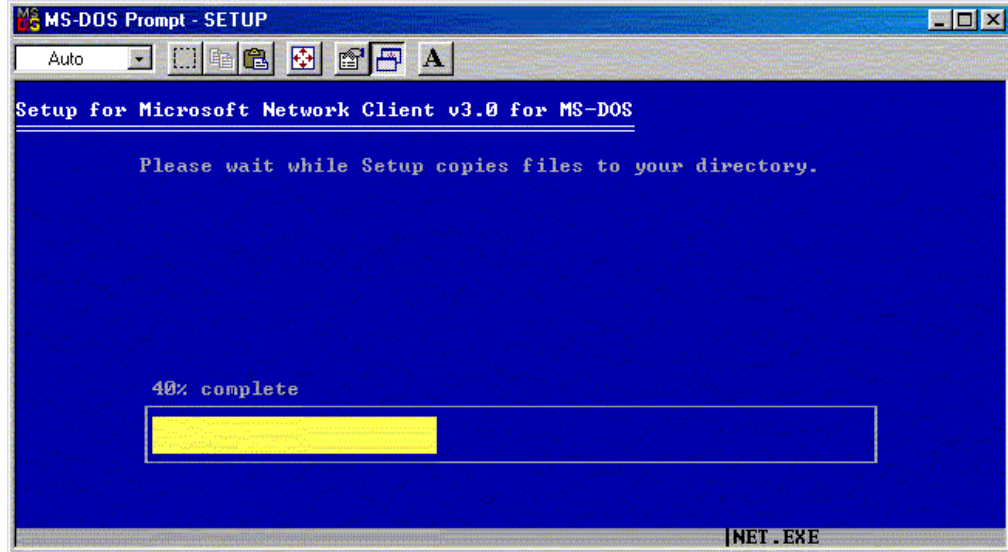 MS-DOS Prompt - SETUP
Auto
A
Setup for Microsoft Network Client v3.0 for MS-DOS
Please wait while Setup copies files to your directory.
40% complete
|NET.EXE